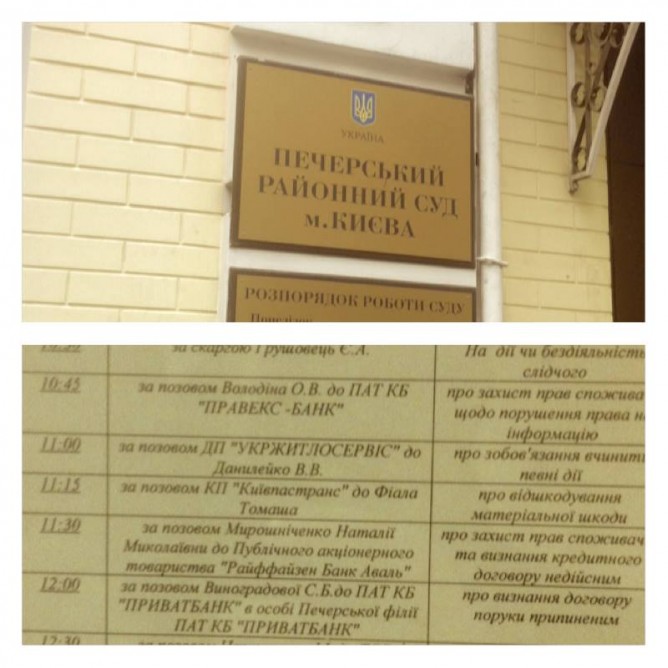 УКРАЇНА
ПЕЧЕРСЬКИЙ
РАЙОННИЙ СУД
м.КИЄВА
РОЗПОРЯДОК РОБОТИ СУДУ
Понеділок
за скаргою Грушовець Є.А.
На дії чи бездіяльність
слідчого
10:45
за позовом Володіна О.В. до ПАТ КБ
"ПРАВЕКС -БАНК"
про захист прав спожива
щодо порушення права н
інформацію
11:00
за позовом ДП "УКРЖИТЛОСЕРВІС" до
Данилейко В.В.
про зобов'язання вчинити
певні дії
11:15
за позовом КП "Київпастранс" до Фіала
Томаша
про відшкодування
матеріальної шкоди
11:30
за позовом Мирошніченко Наталії
Миколаївни до Публічного акціонерного
товариства "Райффайзен Банк Аваль"
про захист прав споживач
та визнання кредитного
договору недійсним
12:00
за позовом Виноградової С.Б.до ПАТ КБ
"ПРИВАТБАНК" в особі Печерської філії
ПАТ КБ "ПРИВАТБАНК"
про визнання договору
поруки припиненим
12:30